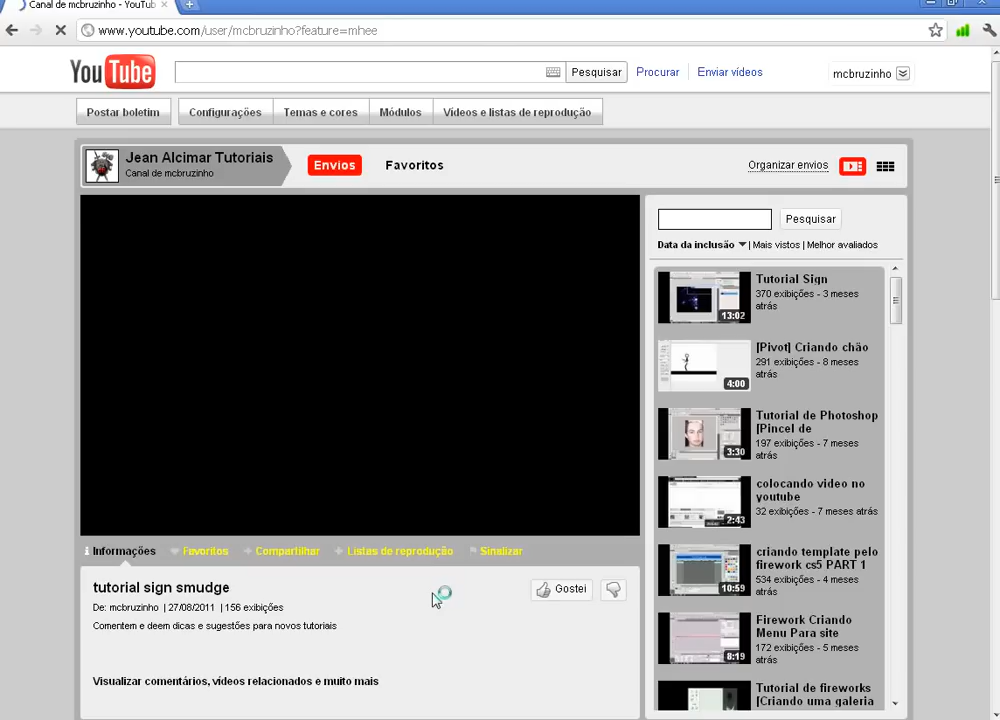 Canal de mcbruzinho - YouTub
www.youtube.com/user/mcbruzinho?feature=mhee
YouTube
Pesquisar
Procurar
Enviar vídeos
mcbruzinho
Postar boletim
Configurações
Temas e cores
Módulos
Vídeos e listas de reprodução
Jean Alcimar Tutoriais
Canal de mcbruzinho
Envios
Favoritos
Organizar envios
Pesquisar
Data da inclusão | Mais vistos | Melhor avaliados
Tutorial Sign
370 exibições - 3 meses
atrás
13:02
[Pivot] Criando chão
291 exibições - 8 meses
atrás
4:00
Tutorial de Photoshop
[Pincel de
197 exibições - 7 meses
atrás
3:30
colocando video no
youtube
32 exibições - 7 meses atrás
2:43
criando template pelo
firework cs5 PART 1
534 exibições - 4 meses
atrás
10:59
Firework Criando
Menu Para site
172 exibições - 5 meses
atrás
8:19
Tutorial de fireworks
[Criando uma galeria
Informações
Favoritos
Compartilhar
Listas de reprodução
Sinalizar
tutorial sign smudge
De: mcbruzinho | 27/08/2011 | 156 exibições
Comentem e deem dicas e sugestões para novos tutoriais
Gostei
Visualizar comentários, vídeos relacionados e muito mais